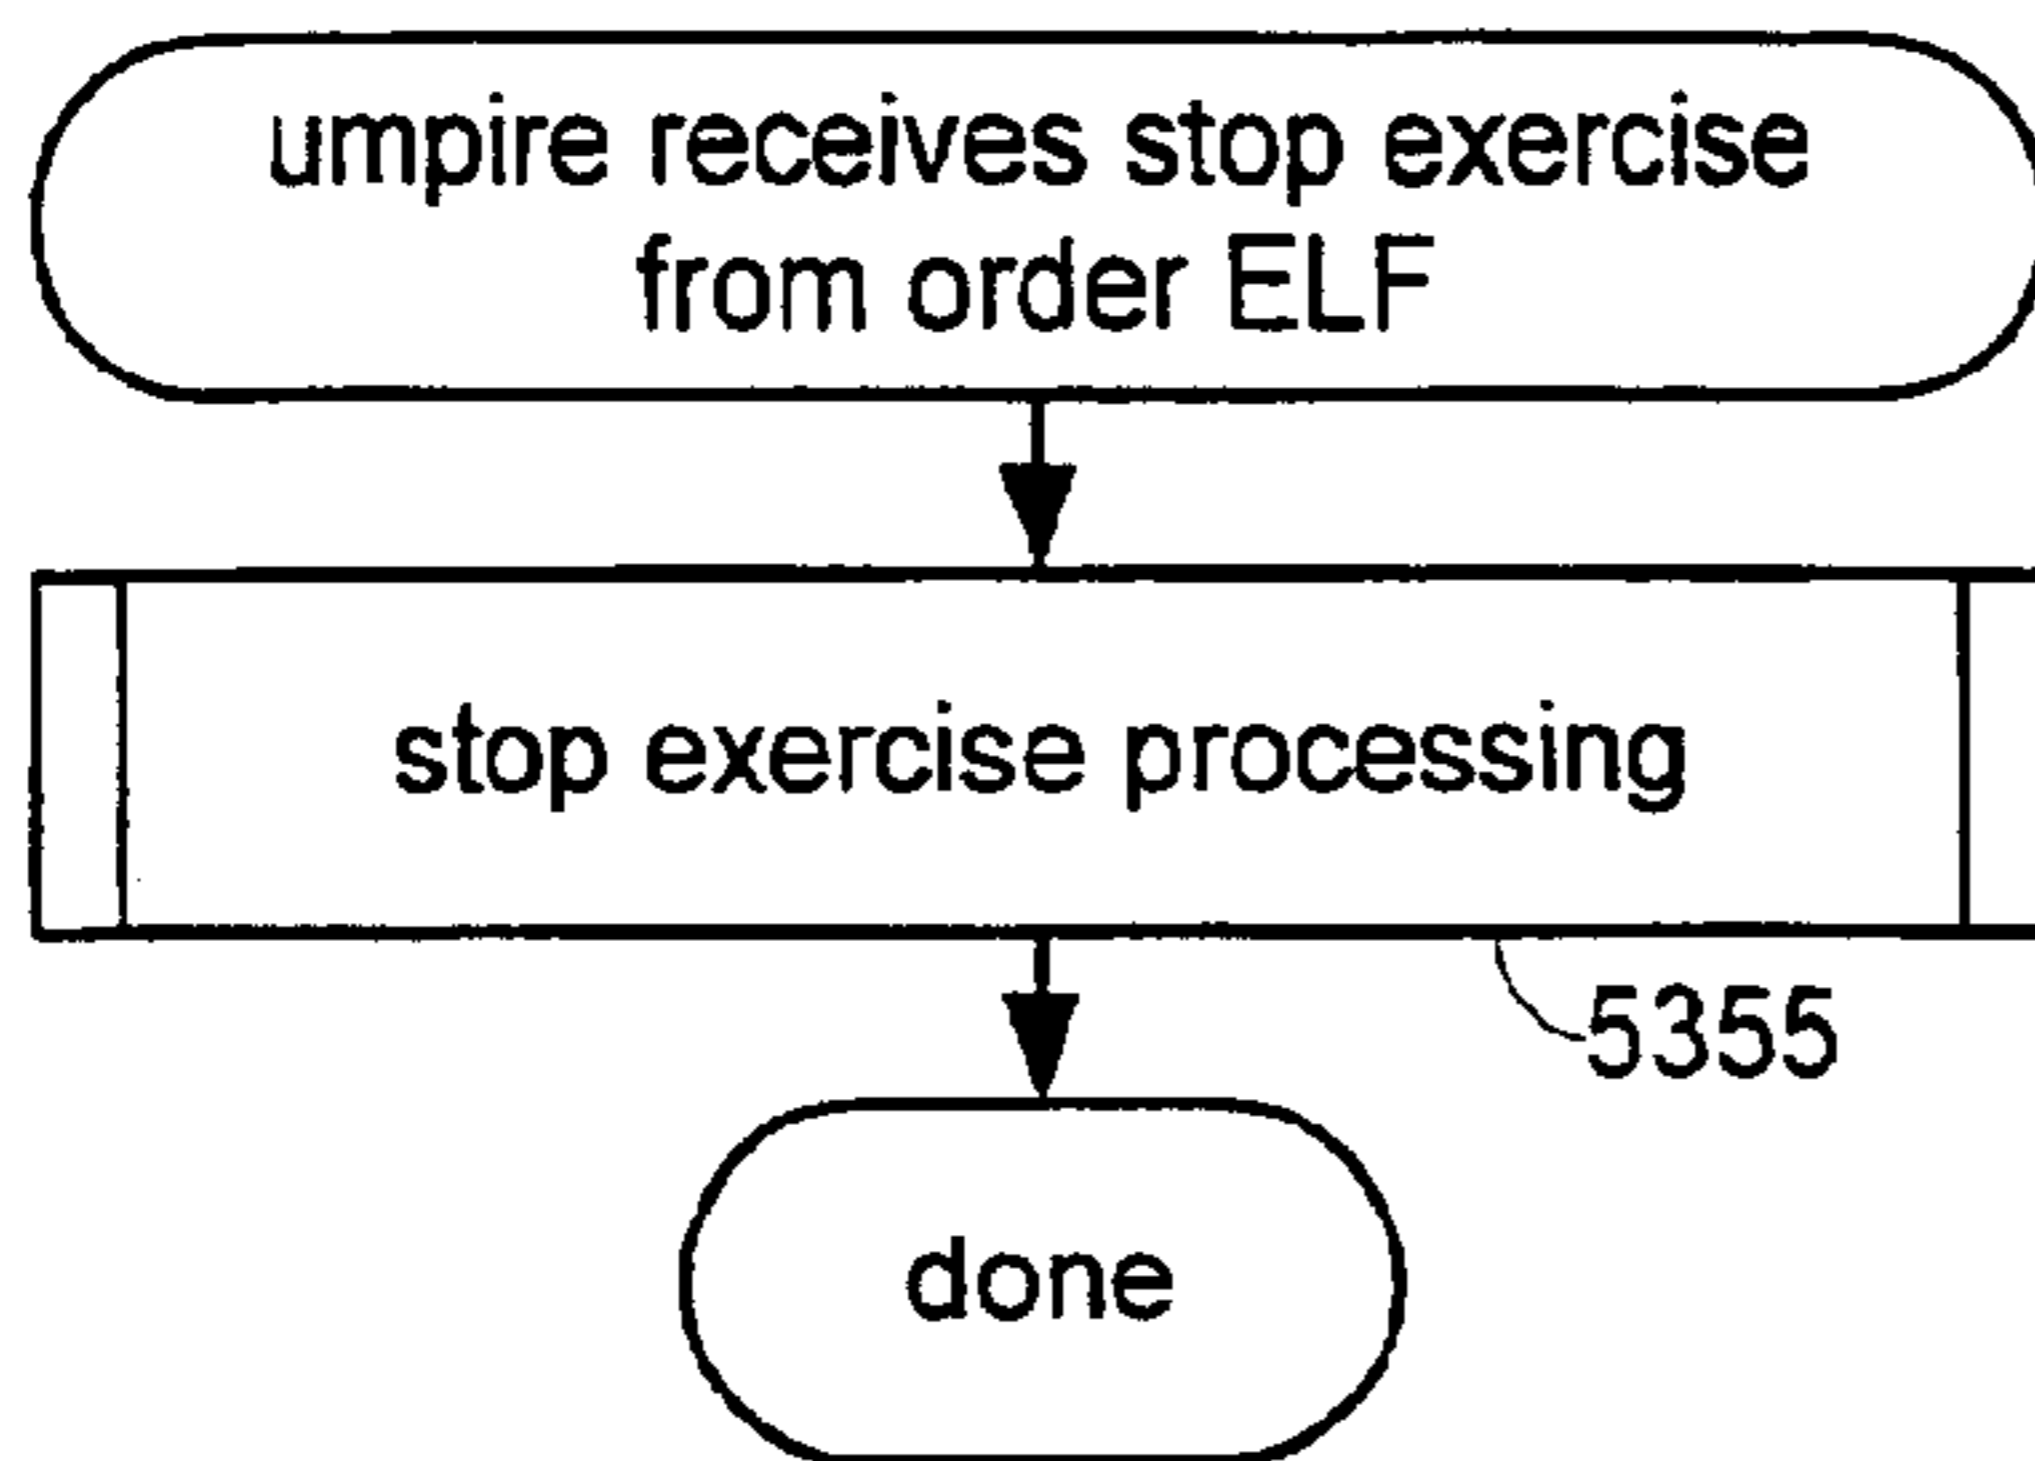 umpire receives stop exercise
from order ELF
stop exercise processing
5355
done